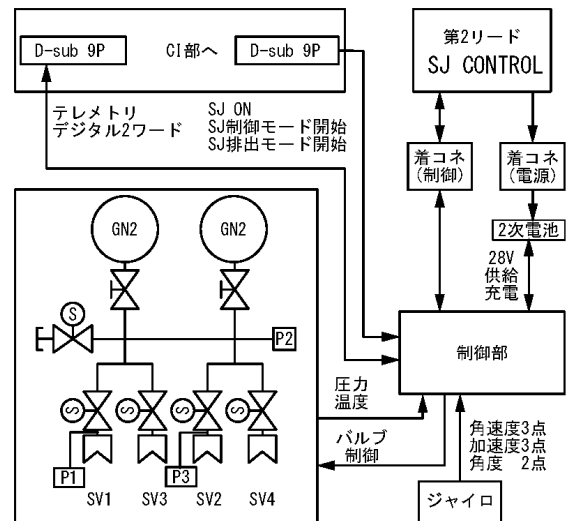 D-sub 9P
CI部へ
D-sub 9P
第2リード
SJ CONTROL
テレメトリ
デジタル2ワード
SJ ON
SJ制御モード開始
SJ排出モード開始
着コネ
(制御)
着コネ
(電源)
2次電池
28V
供給
充電
GN2
GN2
S
P2
制御部
圧力
温度
S
S
S
S
P1
P3
SV1
SV3
SV2
SV4
バルブ
制御
角速度3点
加速度3点
角度 2点
ジャイロ